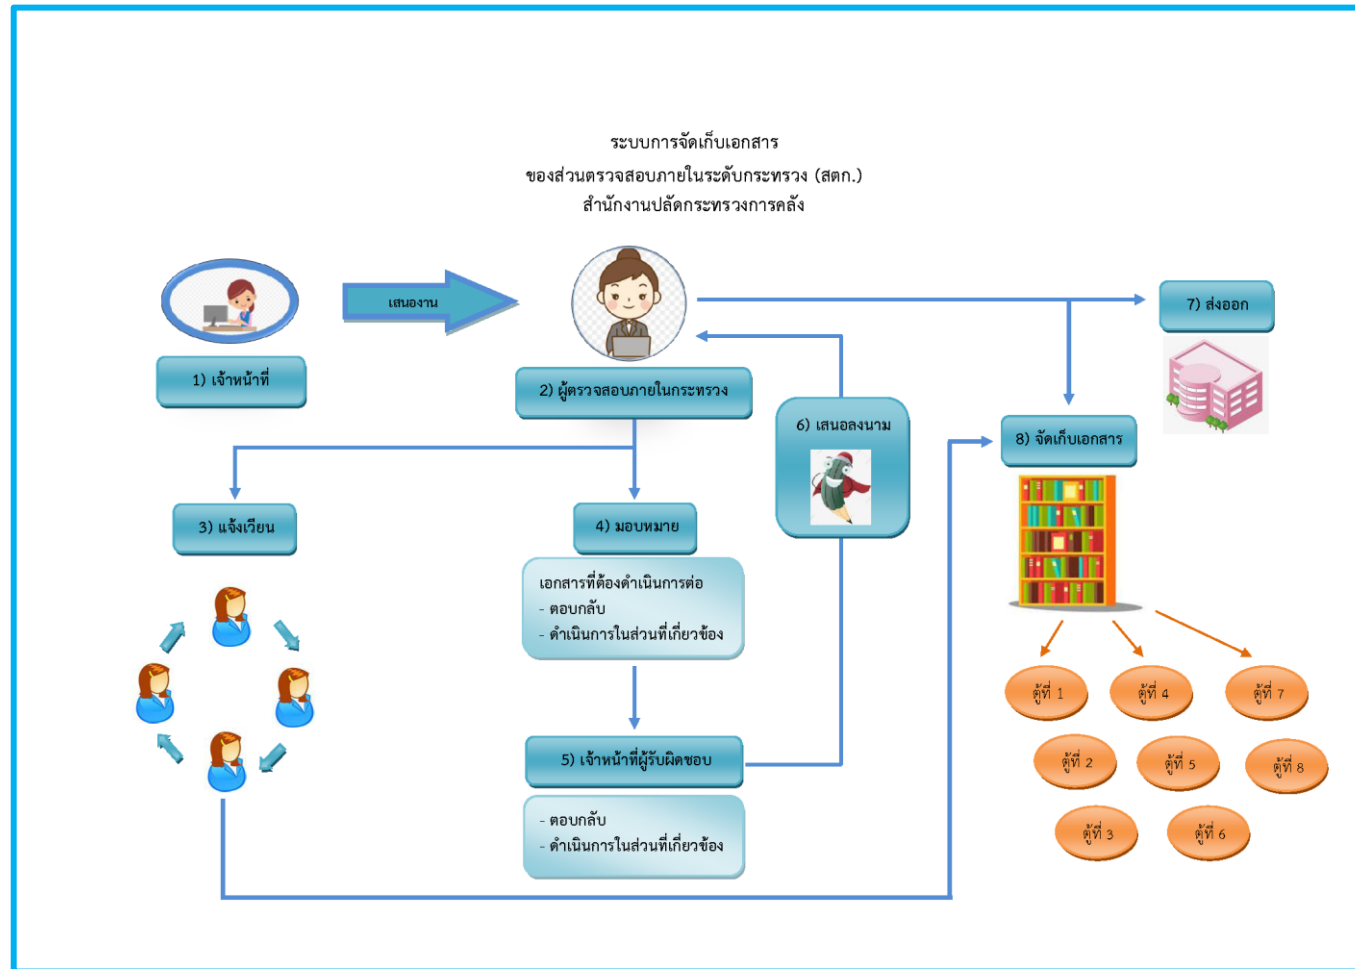 ระบบการจัดเก็บเอกสาร
ของส่วนตรวจสอบภายในระดับกระทรวง (สตก.)
สำนักงานปลัดกระทรวงการคลัง
เสนองาน
1) เจ้าหน้าที่
2) ผู้ตรวจสอบภายในกระทรวง
7) ส่งออก
6) เสนอลงนาม
8) จัดเก็บเอกสาร
3) แจ้งเวียน
4) มอบหมาย
เอกสารที่ต้องดำเนินการต่อ
- ตอบกลับ
- ดำเนินการในส่วนที่เกี่ยวข้อง
5) เจ้าหน้าที่ผู้รับผิดชอบ
- ตอบกลับ
- ดำเนินการในส่วนที่เกี่ยวข้อง
ตู้ที่ 1
ตู้ที่ 4
ตู้ที่ 7
ตู้ที่ 2
ตู้ที่ 5
ตู้ที่ 8
ตู้ที่ 3
ตู้ที่ 6